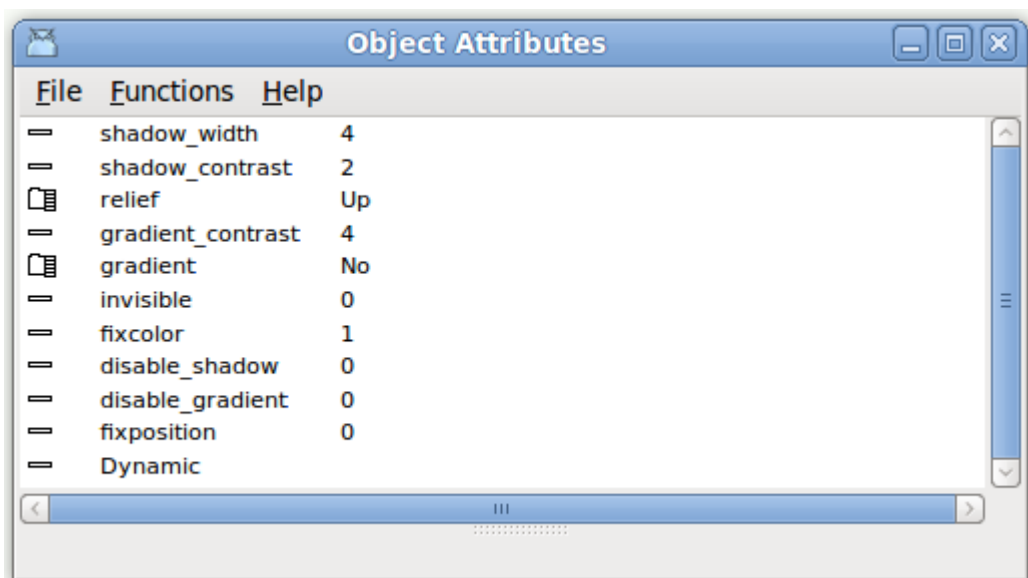 Object Attributes
File Functions Help
shadow_width 4
shadow_contrast 2
relief Up
gradient_contrast 4
gradient No
invisible 0
fixcolor 1
disable_shadow 0
disable_gradient 0
fixposition 0
Dynamic